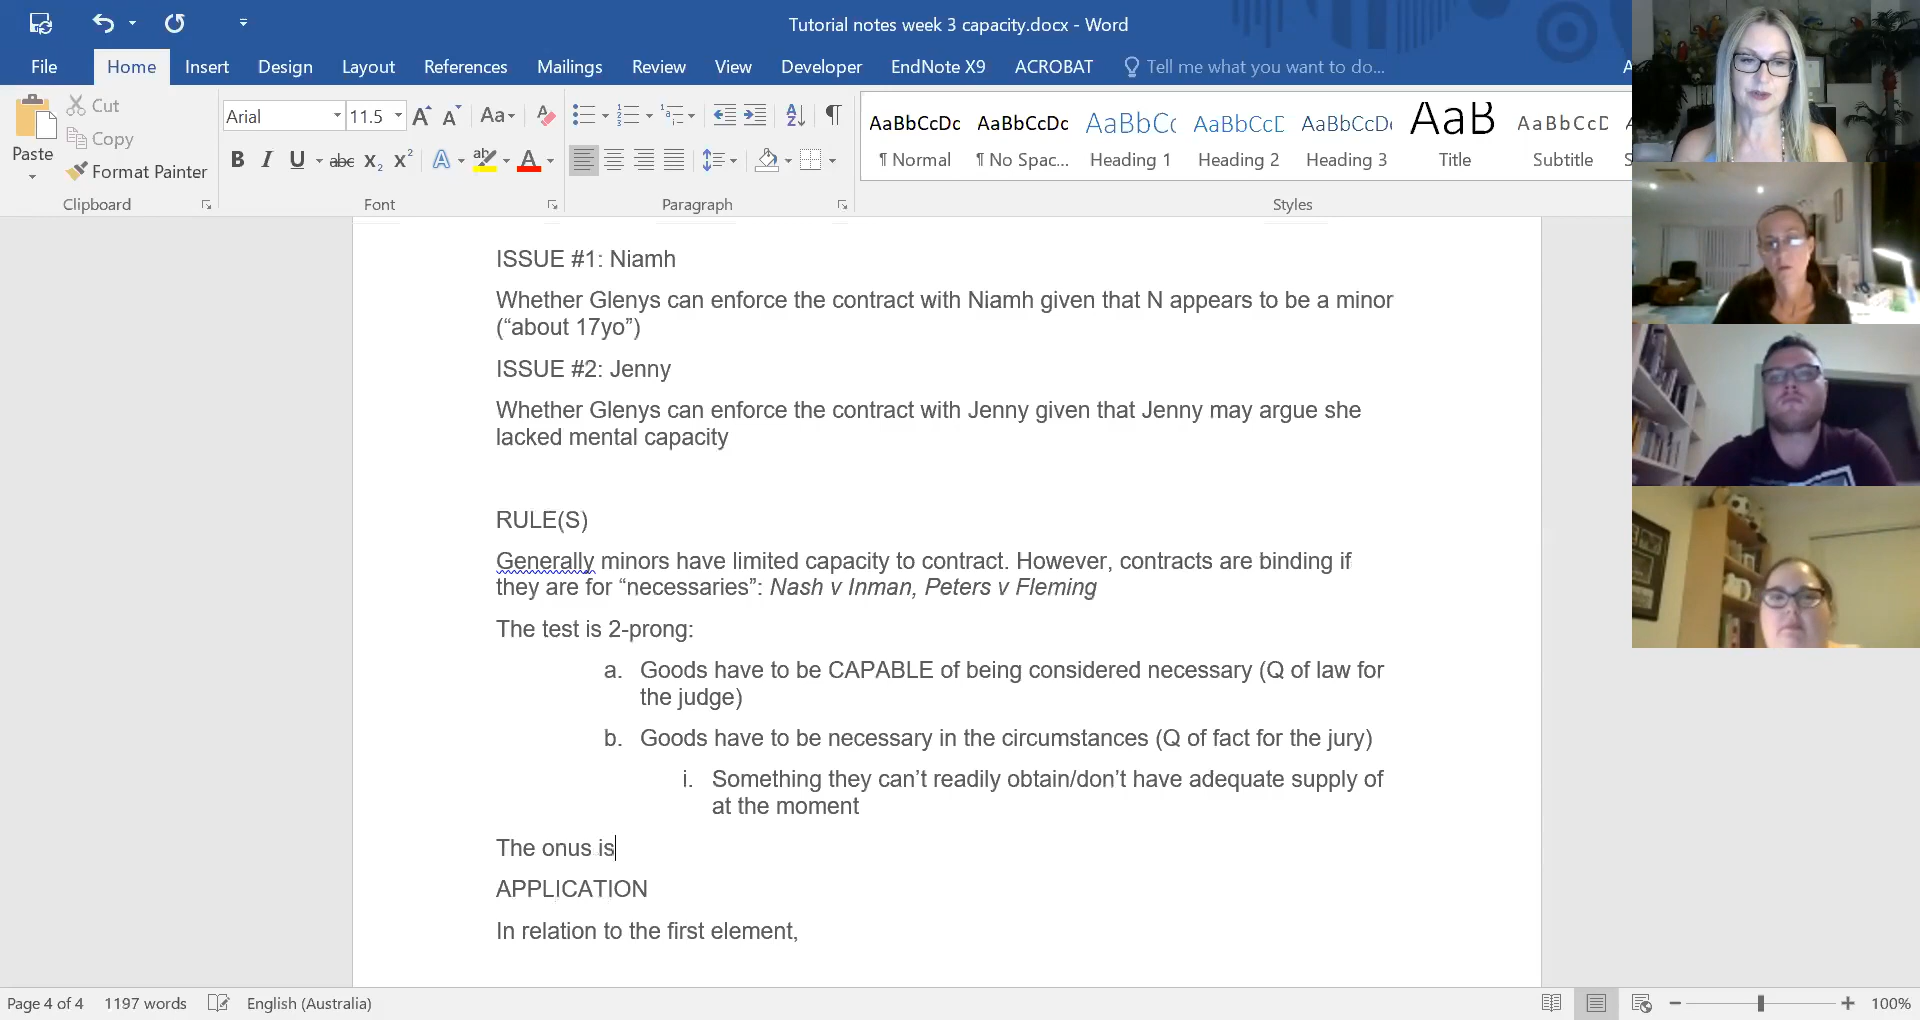 Tutorial notes week 3 capacity.docx - Word
File Home Insert Design Layout References Mailings Review View Developer EndNote X9 ACROBAT Tell me what you want to do...
Paste
Cut
Copy
Format Painter
Clipboard
Arial 11.5
Font
Paragraph
AaBbCcDc AaBbCcDc AaBbCc AaBbCcD AaBbCcDc AaB AaBbCcD
¶ Normal ¶ No Spac... Heading 1 Heading 2 Heading 3 Title Subtitle
Styles
ISSUE #1: Niamh
Whether Glenys can enforce the contract with Niamh given that N appears to be a minor
(“about 17yo”)
ISSUE #2: Jenny
Whether Glenys can enforce the contract with Jenny given that Jenny may argue she
lacked mental capacity
RULE(S)
Generally minors have limited capacity to contract. However, contracts are binding if
they are for “necessaries”: Nash v Inman, Peters v Fleming
The test is 2-prong:
a. Goods have to be CAPABLE of being considered necessary (Q of law for
the judge)
b. Goods have to be necessary in the circumstances (Q of fact for the jury)
i. Something they can’t readily obtain/don’t have adequate supply of
at the moment
The onus is
APPLICATION
In relation to the first element,
Page 4 of 4 1197 words English (Australia) 100%